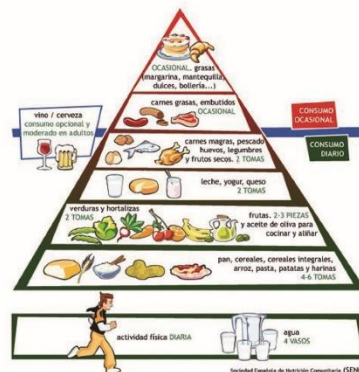 OCASIONAL. grasas
(margarina, mantequilla,
dulces, bollería...)
carnes grasas, embutidos
OCASIONAL
vino / cerveza
consumo opcional y
moderado en adultos
CONSUMO
OCASIONAL
CONSUMO
DIARIO
carnes magras, pescado
huevos, legumbres
y frutos secos. 2 TOMAS
leche, yogur, queso
2 TOMAS
verduras y hortalizas
2 TOMAS
frutas. 2-3 PIEZAS
y aceite de oliva para
cocinar y aliñar
pan, cereales, cereales integrales,
arroz, pasta, patatas y harinas
4-6 TOMAS
actividad física DIARIA
agua
4 VASOS
Sociedad Española de Nutrición Comunitaria (SEN